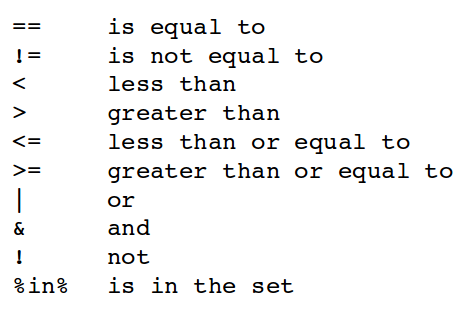 == is equal to
!= is not equal to
< less than
> greater than
<= less than or equal to
>= greater than or equal to
| or
& and
! not
%in% is in the set